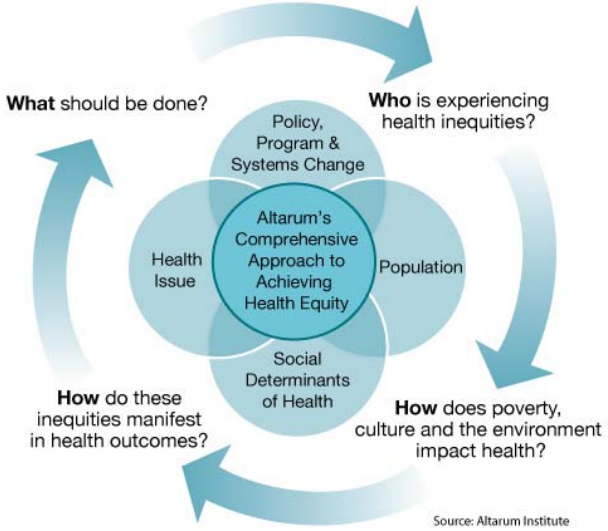 What should be done?
Who is experiencing
health inequities?
Policy,
Program &
Systems Change
Health
Issue
Altarum's
Comprehensive
Approach to
Achieving
Health Equity
Population
Social
Determinants
of Health
How do these
inequities manifest
in health outcomes?
How does poverty,
culture and the environment
impact health?
Source: Altarum Institute